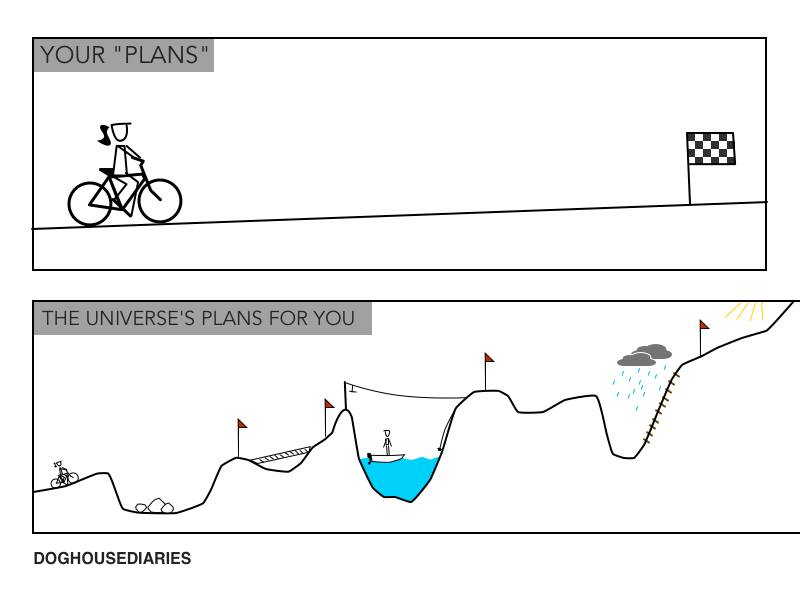 YOUR "PLANS"
THE UNIVERSE'S PLANS FOR YOU
DOGHOUSEDIARIES